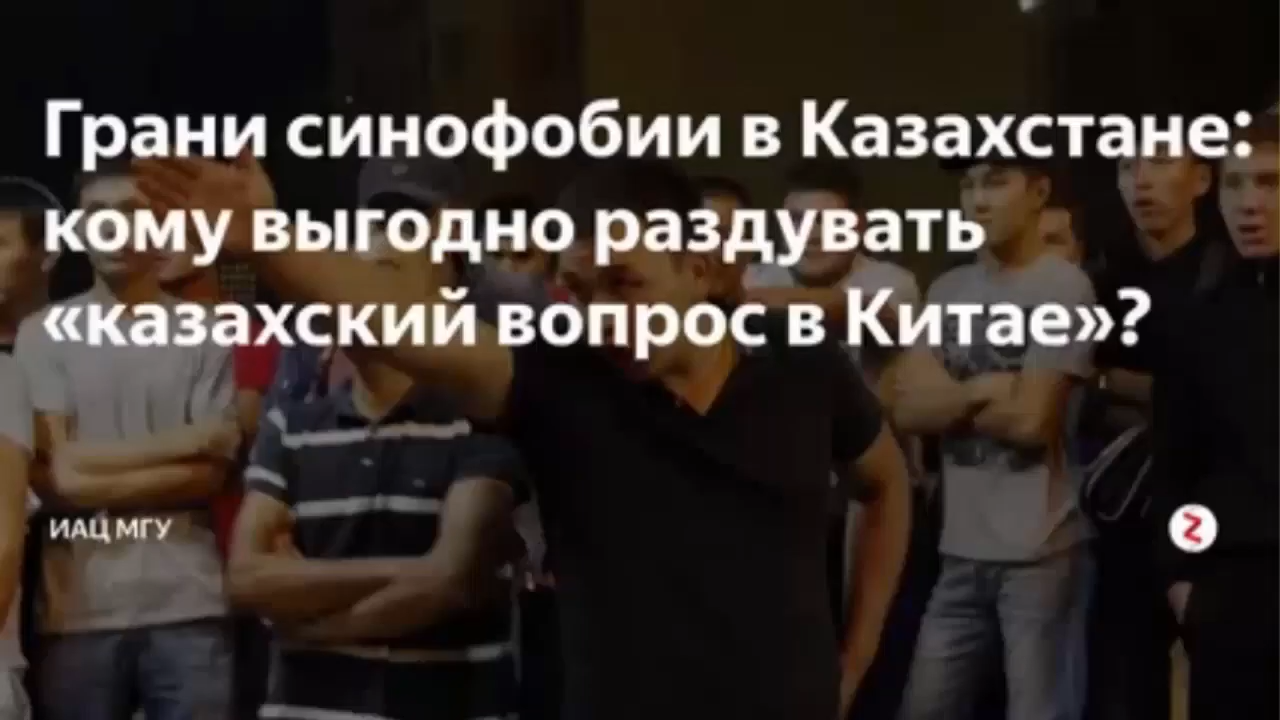 Грани синофобии в Казахстане:
кому выгодно раздувать
«казахский вопрос в Китае»?
ИАЦ МГУ